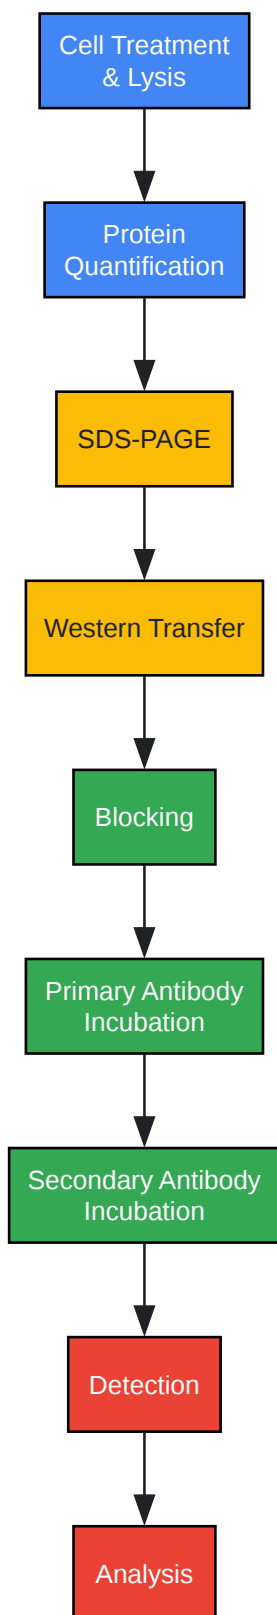 Cell Treatment
& Lysis
Protein
Quantification
SDS-PAGE
Western Transfer
Blocking
Primary Antibody
Incubation
Secondary Antibody
Incubation
Detection
Analysis